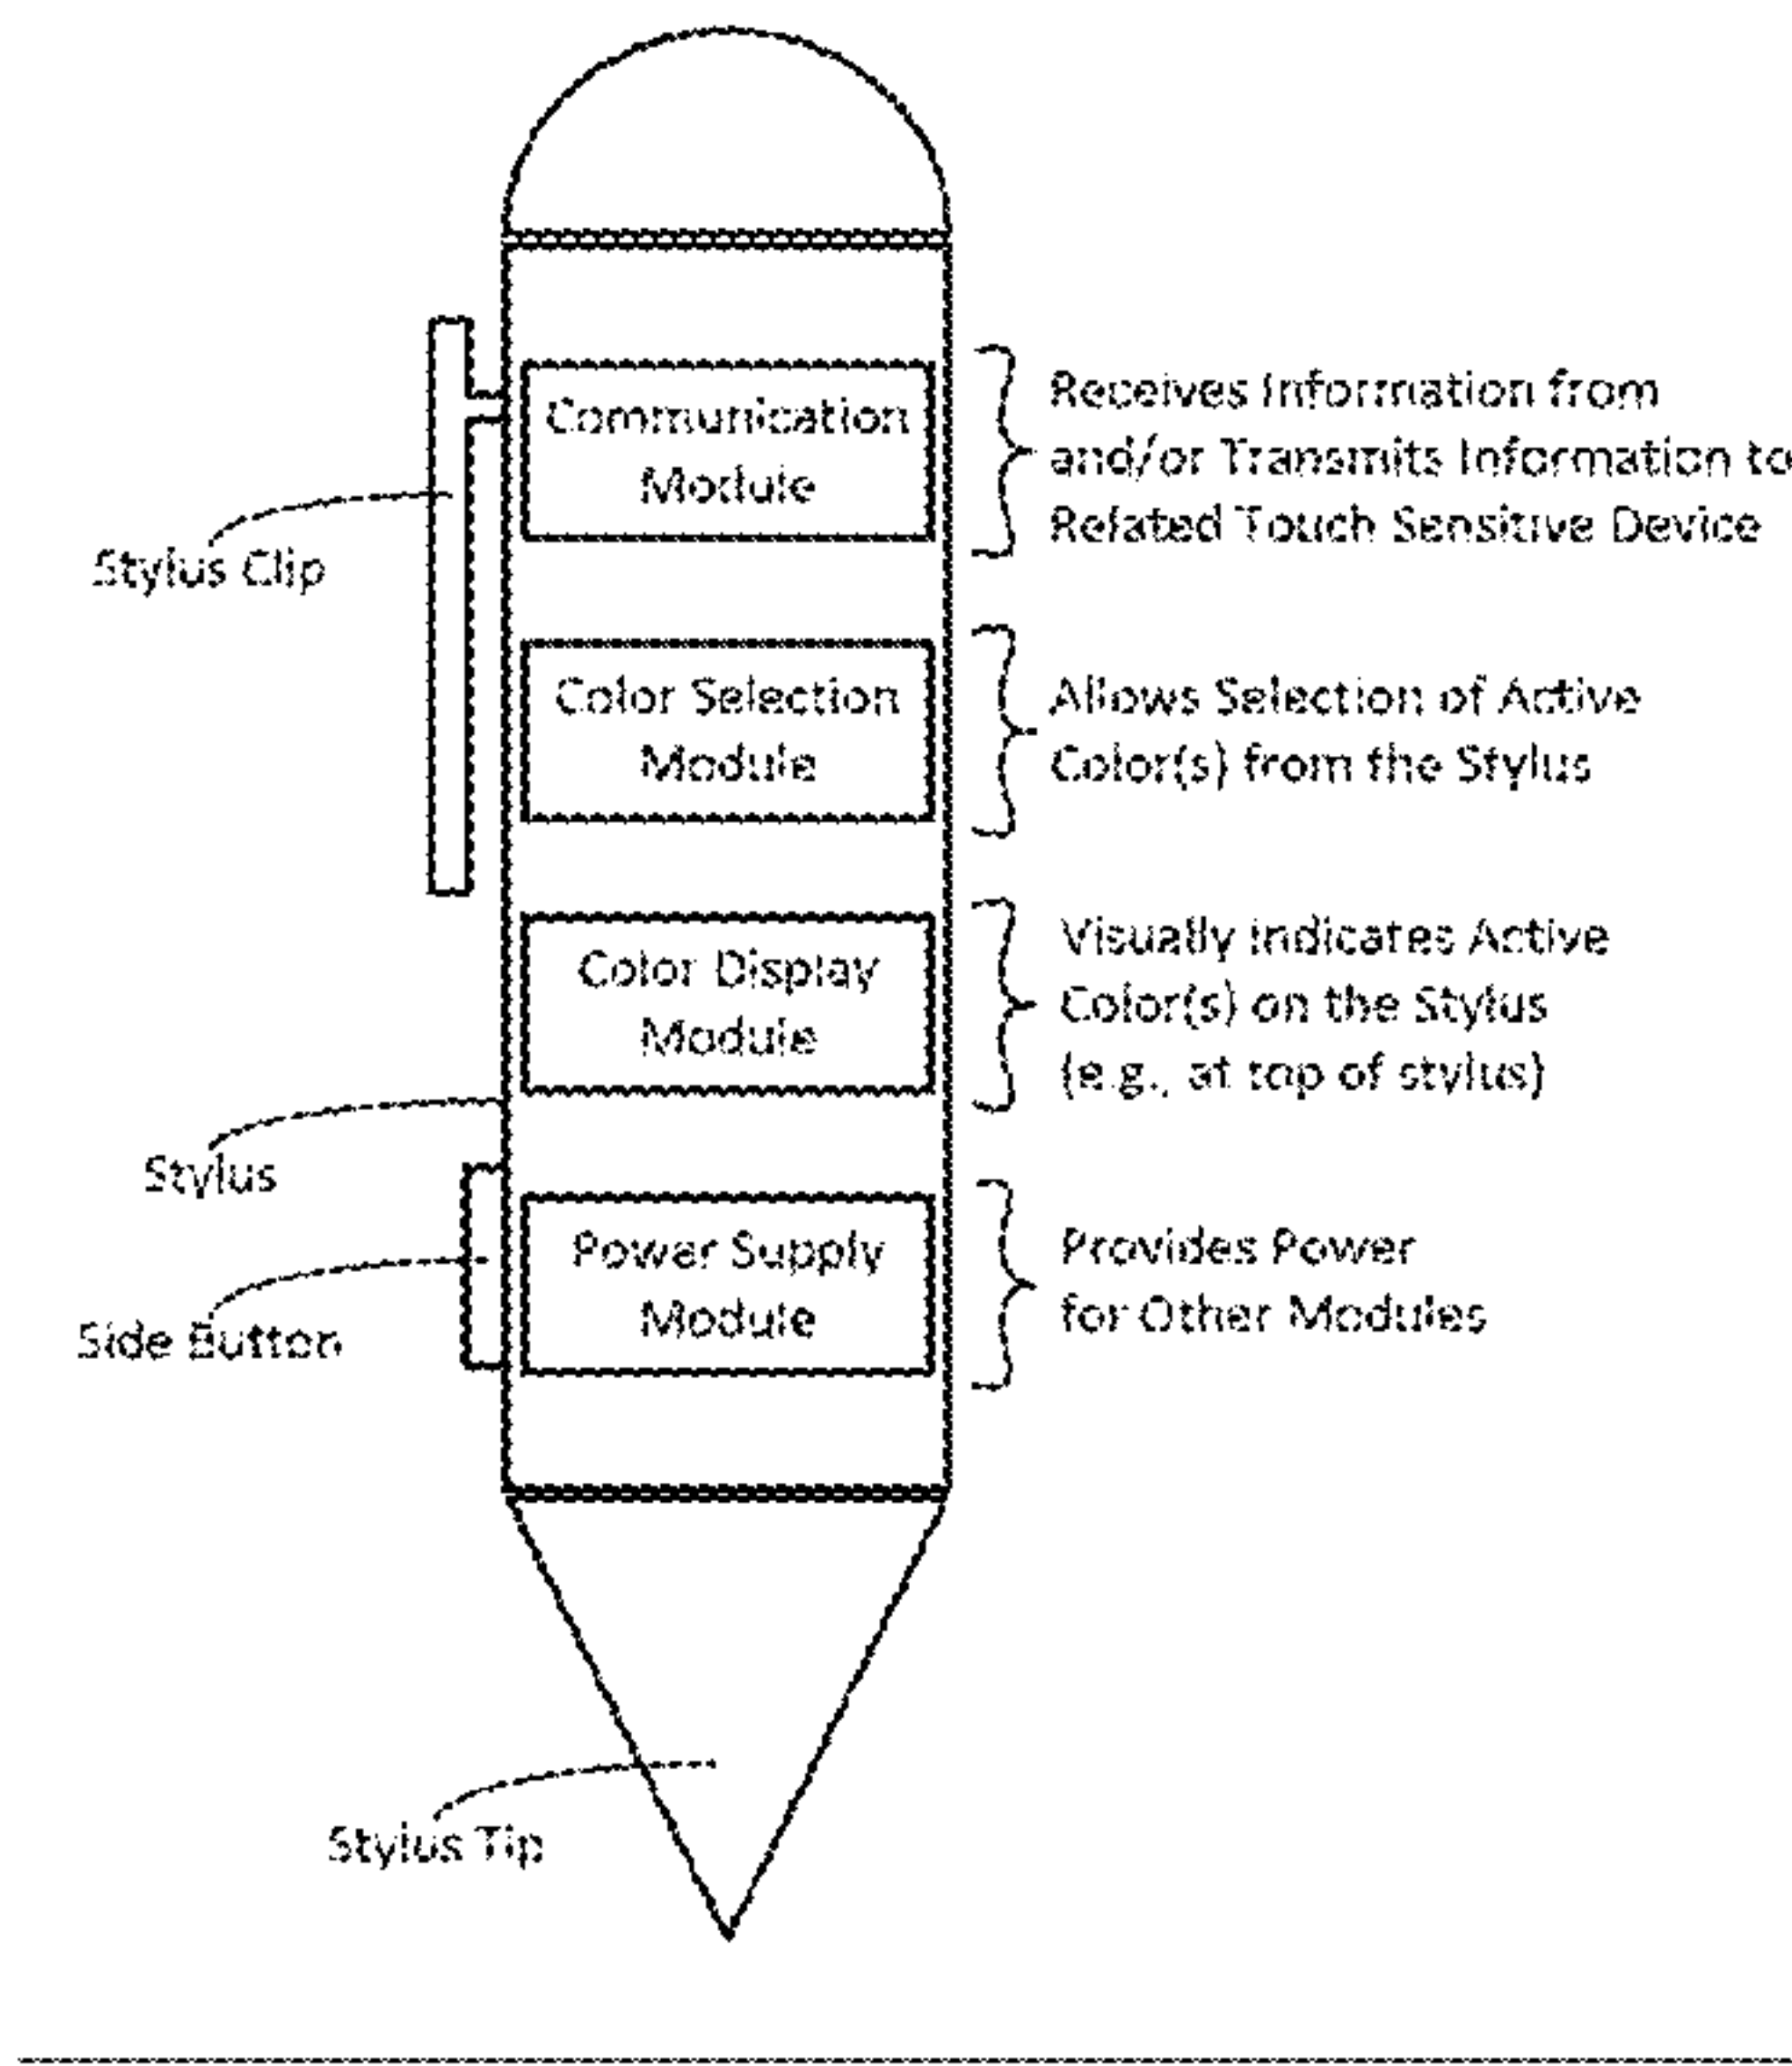 Communication
Module
Receives Information from
and/or Transmits Information to
Related Touch Sensitive Device
Stylus Clip
Color Selection
Module
Allows Selection of Active
Color(s) from the Stylus
Color Display
Module
Visually Indicates Active
Color(s) on the Stylus
(e.g., at top of stylus)
Stylus
Power Supply
Module
Provides Power
for Other Modules
Side Button
Stylus Tip